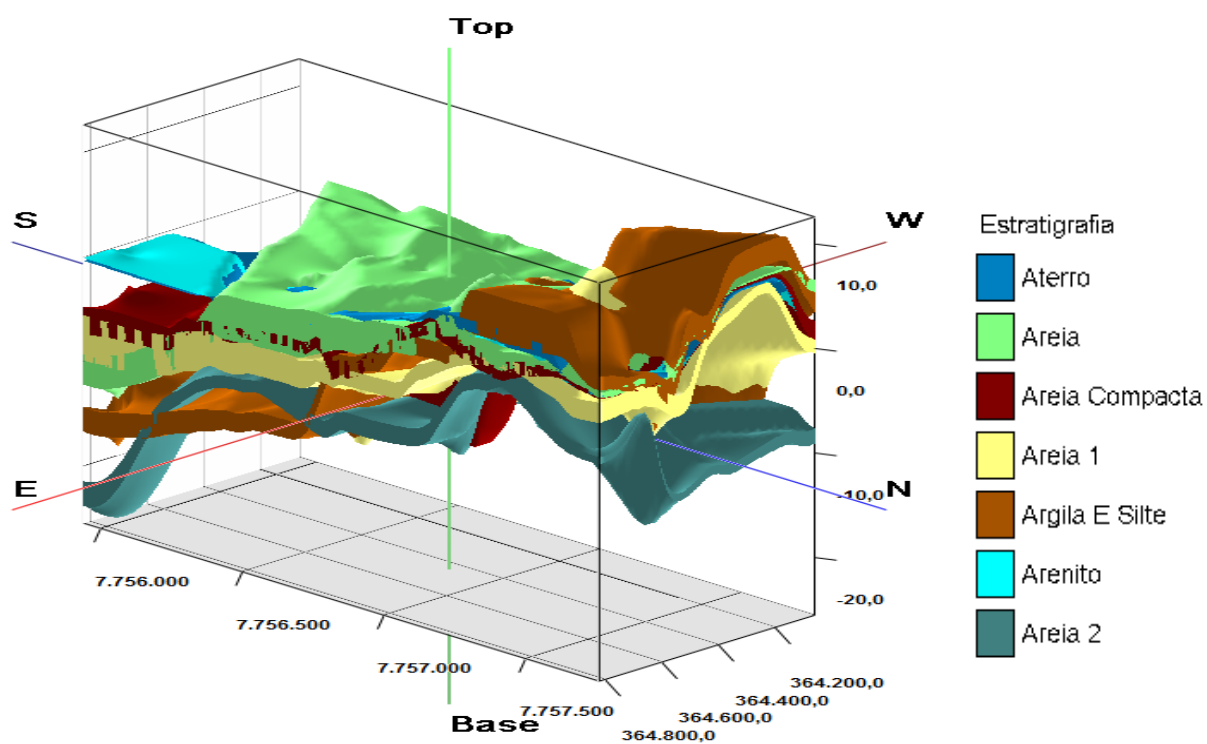 Top
S
W
E
N
Base
10,0
0,0
-10,0
-20,0
7.756.000
7.756.500
7.757.000
7.757.500
364.200,0
364.400,0
364.600,0
364.800,0
Estratigrafia
Aterro
Areia
Areia Compacta
Areia 1
Argila E Silte
Arenito
Areia 2